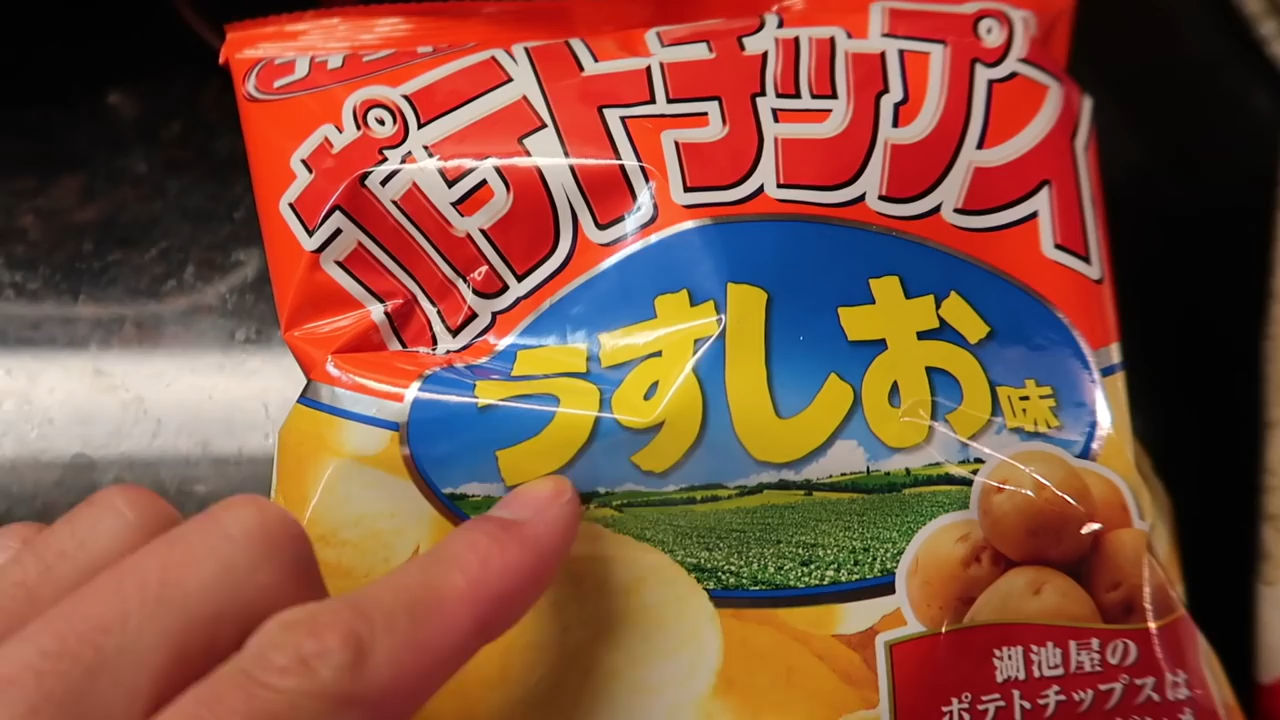 ポテトチップス
うすしお味
湖池屋の
ポテトチップスは